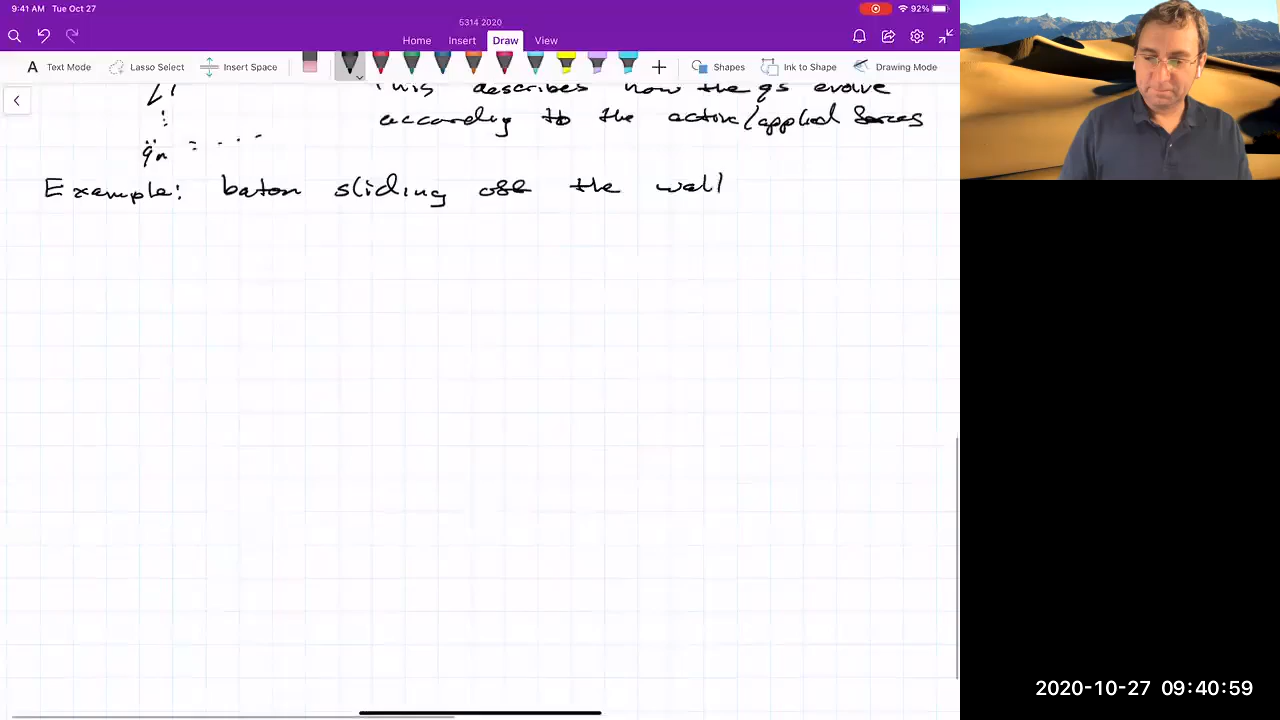 9:41 AM Tue Oct 27
92%
5314 2020
Home Insert Draw View
A Text Mode Lasso Select Insert Space Shapes Ink to Shape Drawing Mode
This describes how the qs evolve
according to the active/applied forces
q̈n = ...
Example: baton sliding off the wall
2020-10-27 09:40:59